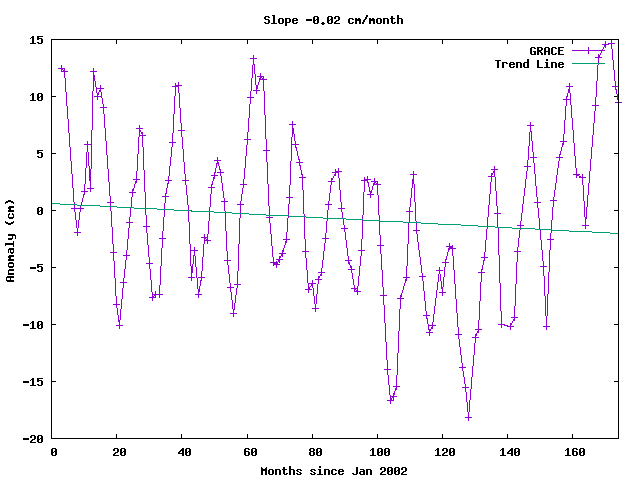 Slope -0.02 cm/month
GRACE
Trend Line
15
10
5
0
-5
-10
-15
-20
Anomaly (cm)
0 20 40 60 80 100 120 140 160
Months since Jan 2002